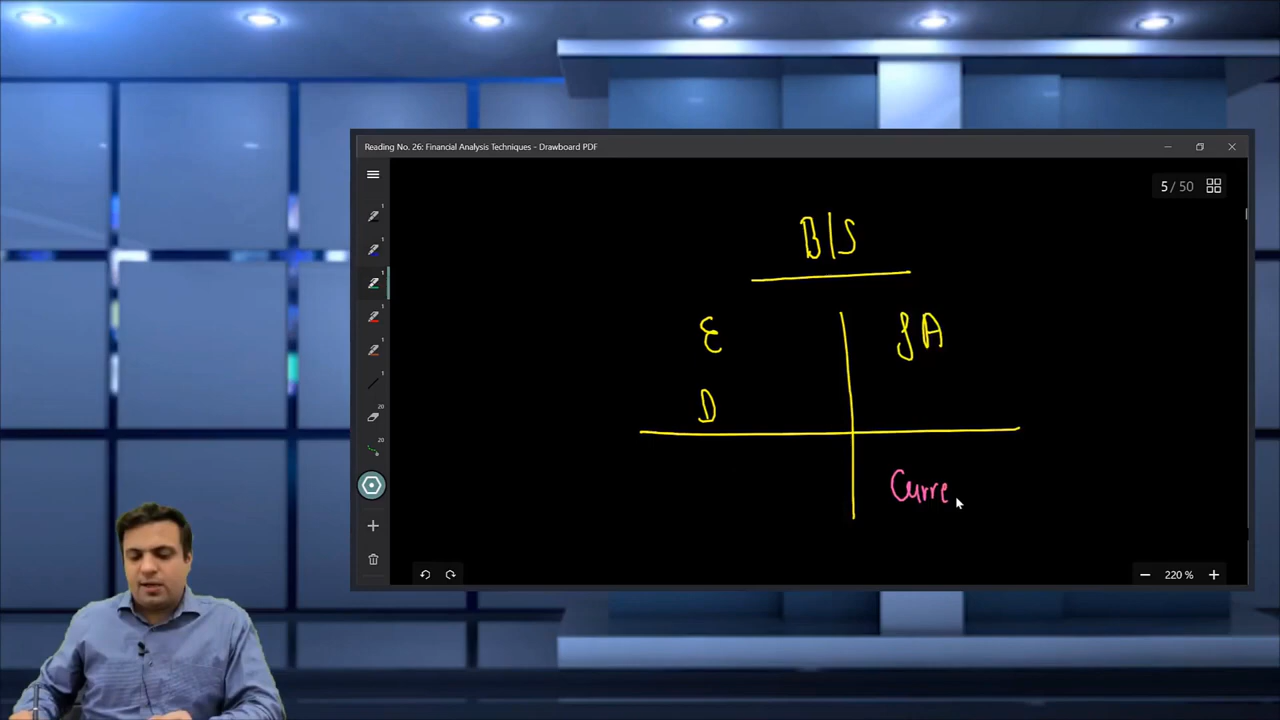 Reading No. 26: Financial Analysis Techniques - Drawboard PDF
5 / 50
B/S
E
FA
D
Curre
220 %